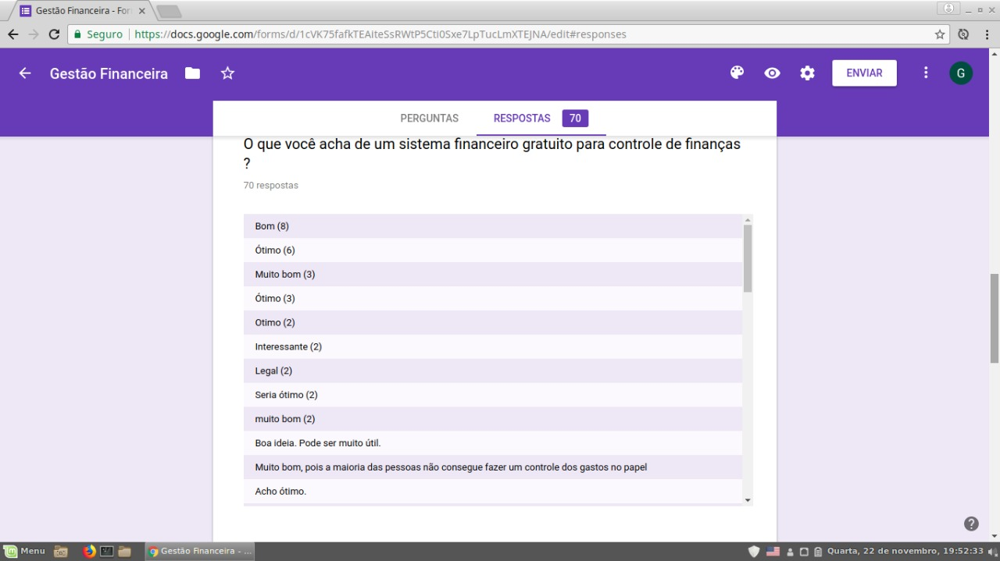 Gestão Financeira - For
Seguro
https://docs.google.com/forms/d/1cVK75fafkTEAiteSsRWtP5Cti0Sxe7LpTucLmXTEJNA/edit#responses
Gestão Financeira
ENVIAR
G
PERGUNTAS
RESPOSTAS 70
O que você acha de um sistema financeiro gratuito para controle de finanças
?
70 respostas
Bom (8)
Ótimo (6)
Muito bom (3)
Ótimo (3)
Otimo (2)
Interessante (2)
Legal (2)
Seria ótimo (2)
muito bom (2)
Boa ideia. Pode ser muito útil.
Muito bom, pois a maioria das pessoas não consegue fazer um controle dos gastos no papel
Acho ótimo.
Menu
Gestão Financeira - ...
Quarta, 22 de novembro, 19:52:33